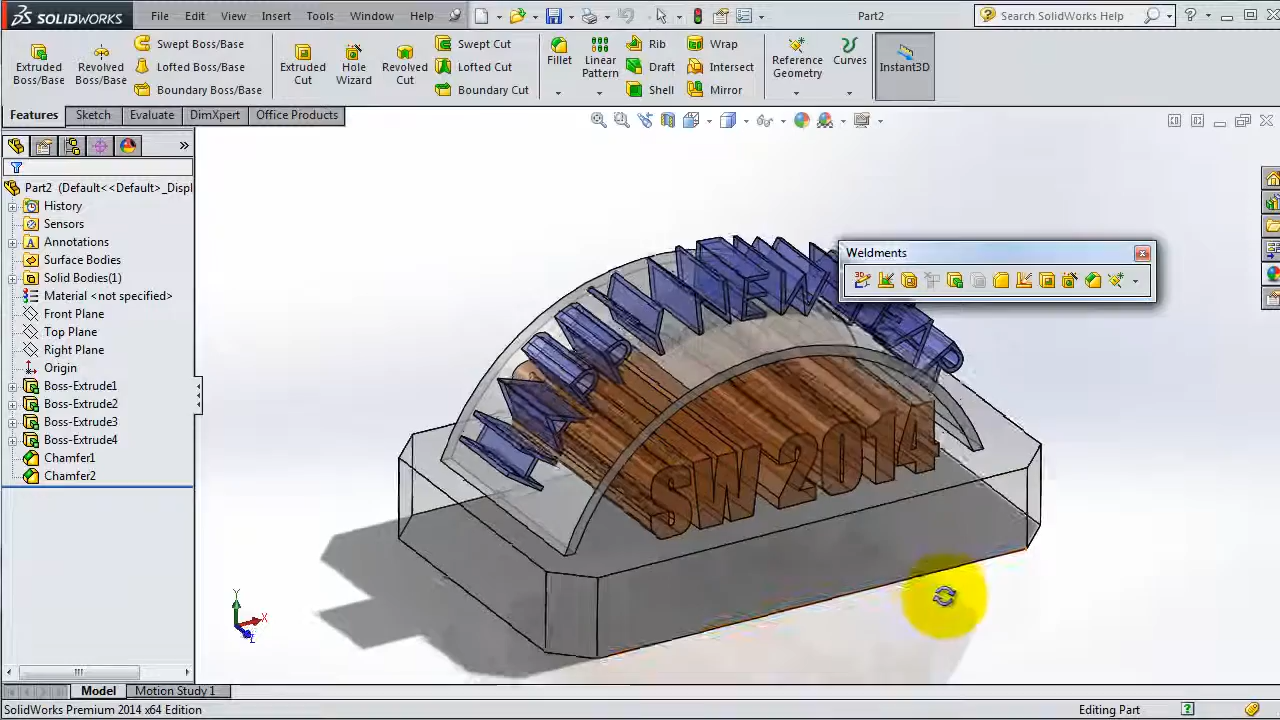 SOLIDWORKS File Edit View Insert Tools Window Help Part2 Search SolidWorks Help
Extruded Boss/Base
Revolved Boss/Base
Swept Boss/Base
Lofted Boss/Base
Boundary Boss/Base
Extruded Cut
Hole Wizard
Revolved Cut
Swept Cut
Lofted Cut
Boundary Cut
Fillet
Linear Pattern
Rib
Draft
Shell
Wrap
Intersect
Mirror
Reference Geometry
Curves
Instant3D
Features Sketch Evaluate DimXpert Office Products
Part2 (Default<<Default>_Displ
History
Sensors
Annotations
Surface Bodies
Solid Bodies(1)
Material <not specified>
Front Plane
Top Plane
Right Plane
Origin
Boss-Extrude1
Boss-Extrude2
Boss-Extrude3
Boss-Extrude4
Chamfer1
Chamfer2
Weldments
SW 2014
Y
X
Z
Model Motion Study 1
SolidWorks Premium 2014 x64 Edition Editing Part